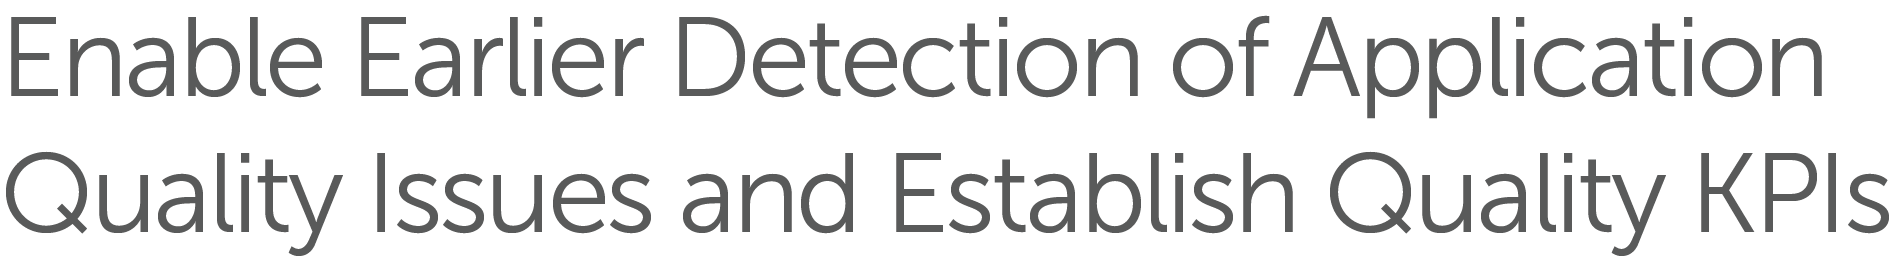 Enable Earlier Detection of Application
Quality Issues and Establish Quality KPIs